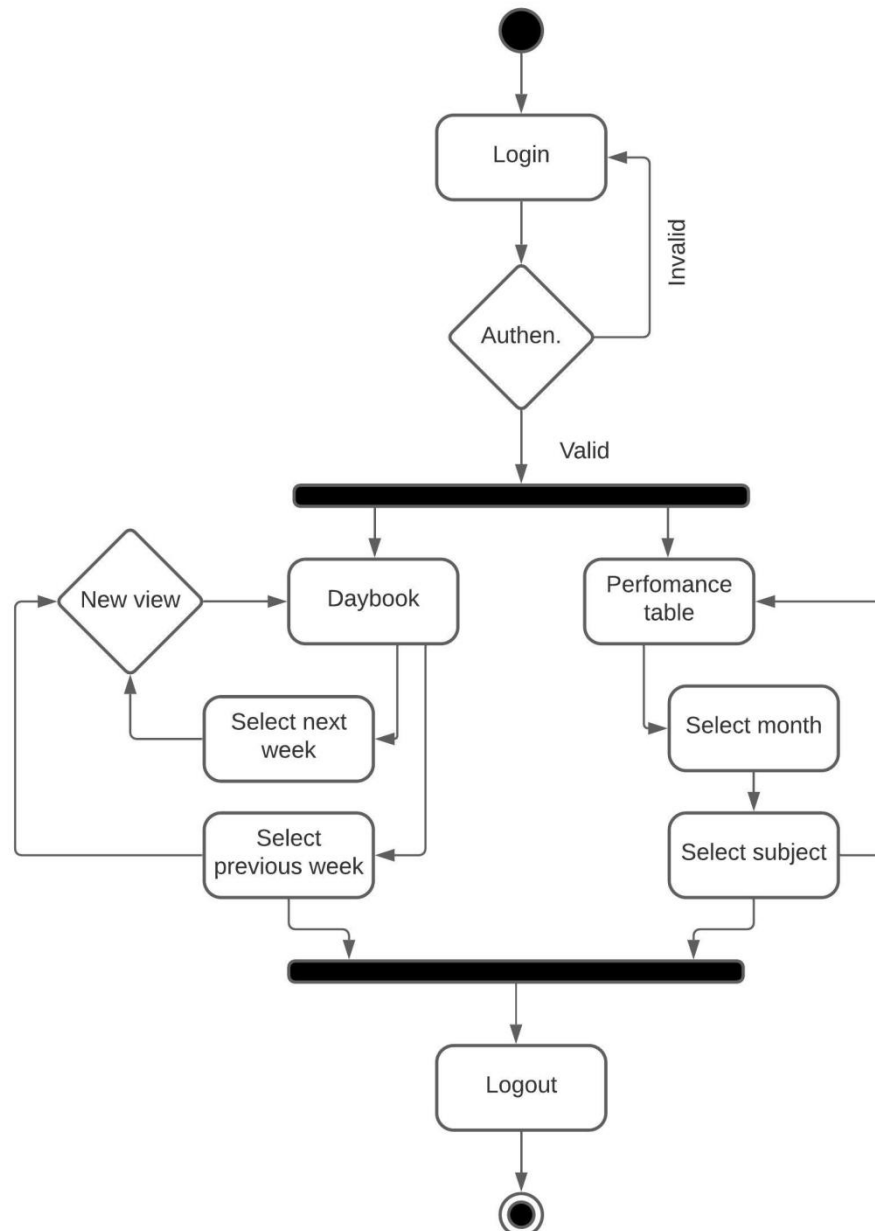 Login
Invalid
Authen.
Valid
New view
Daybook
Perfomance
table
Select next
week
Select month
Select
previous week
Select subject
Logout